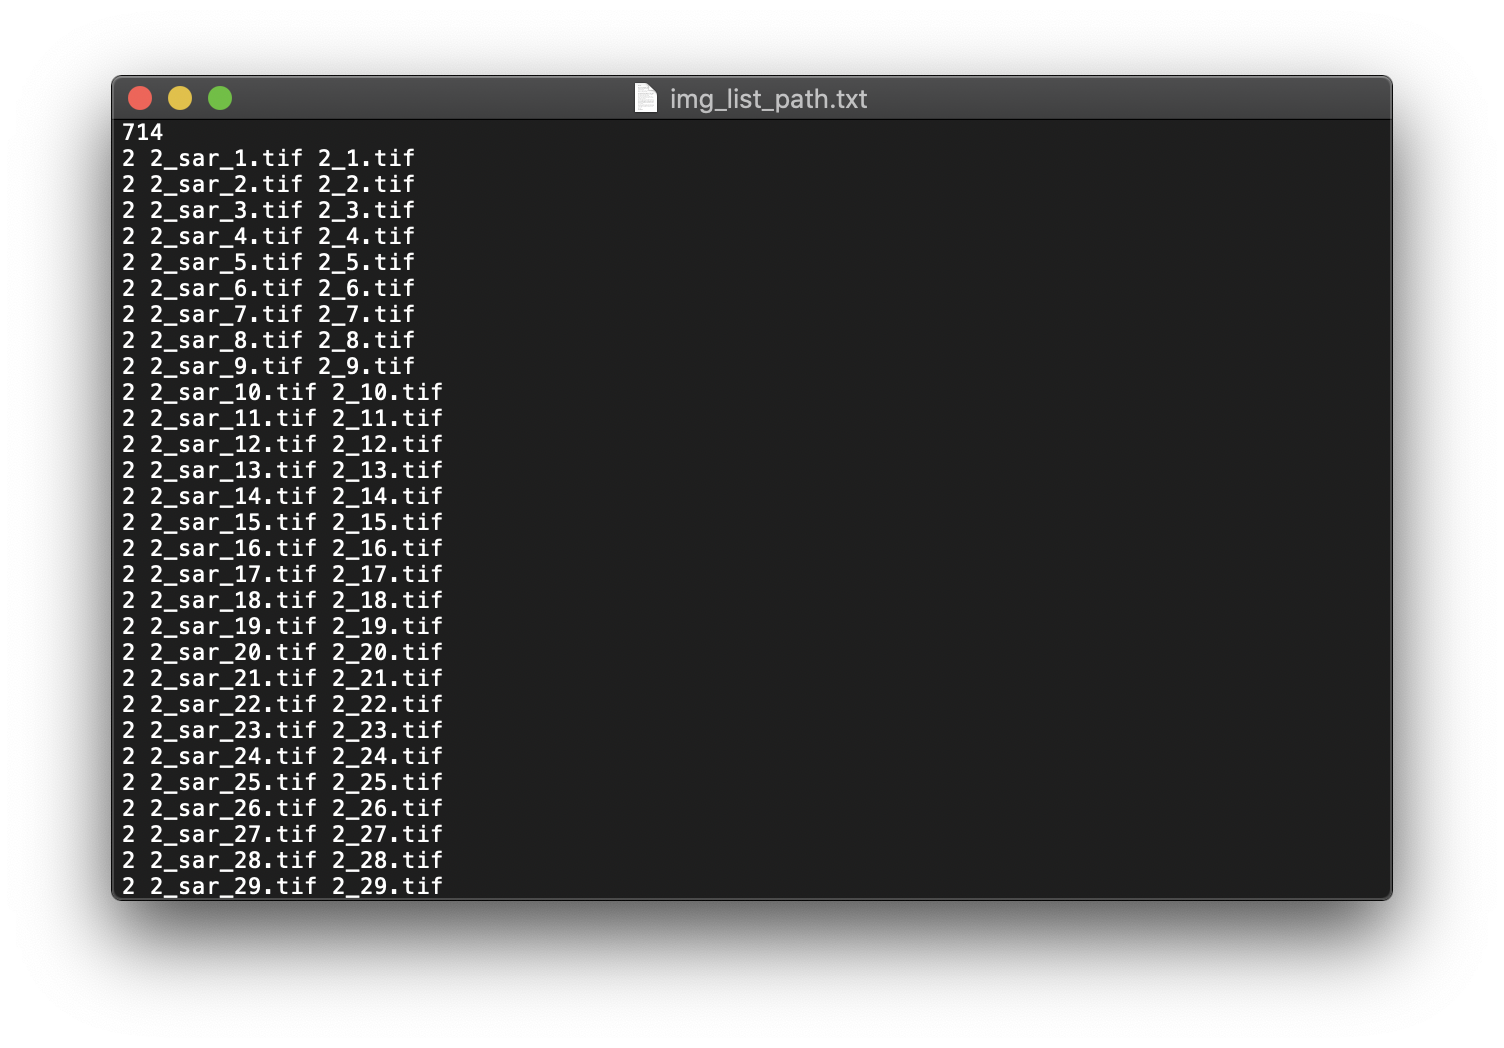 img_list_path.txt
714
2 2_sar_1.tif 2_1.tif
2 2_sar_2.tif 2_2.tif
2 2_sar_3.tif 2_3.tif
2 2_sar_4.tif 2_4.tif
2 2_sar_5.tif 2_5.tif
2 2_sar_6.tif 2_6.tif
2 2_sar_7.tif 2_7.tif
2 2_sar_8.tif 2_8.tif
2 2_sar_9.tif 2_9.tif
2 2_sar_10.tif 2_10.tif
2 2_sar_11.tif 2_11.tif
2 2_sar_12.tif 2_12.tif
2 2_sar_13.tif 2_13.tif
2 2_sar_14.tif 2_14.tif
2 2_sar_15.tif 2_15.tif
2 2_sar_16.tif 2_16.tif
2 2_sar_17.tif 2_17.tif
2 2_sar_18.tif 2_18.tif
2 2_sar_19.tif 2_19.tif
2 2_sar_20.tif 2_20.tif
2 2_sar_21.tif 2_21.tif
2 2_sar_22.tif 2_22.tif
2 2_sar_23.tif 2_23.tif
2 2_sar_24.tif 2_24.tif
2 2_sar_25.tif 2_25.tif
2 2_sar_26.tif 2_26.tif
2 2_sar_27.tif 2_27.tif
2 2_sar_28.tif 2_28.tif
2 2_sar_29.tif 2_29.tif